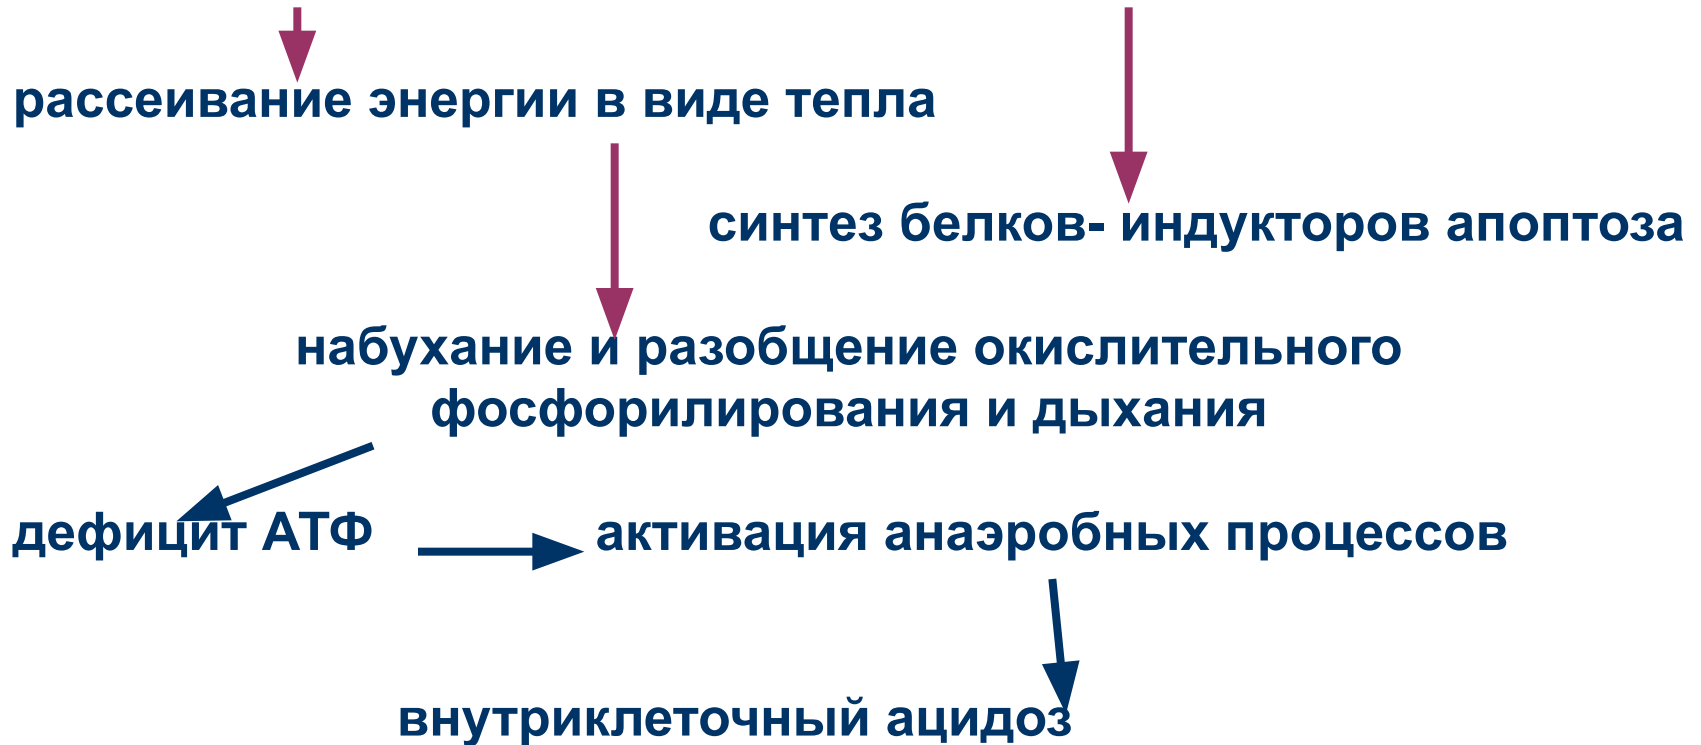 рассеивание энергии в виде тепла
синтез белков- индукторов апоптоза
набухание и разобщение окислительного
фосфорилирования и дыхания
дефицит АТФ
активация анаэробных процессов
внутриклеточный ацидоз